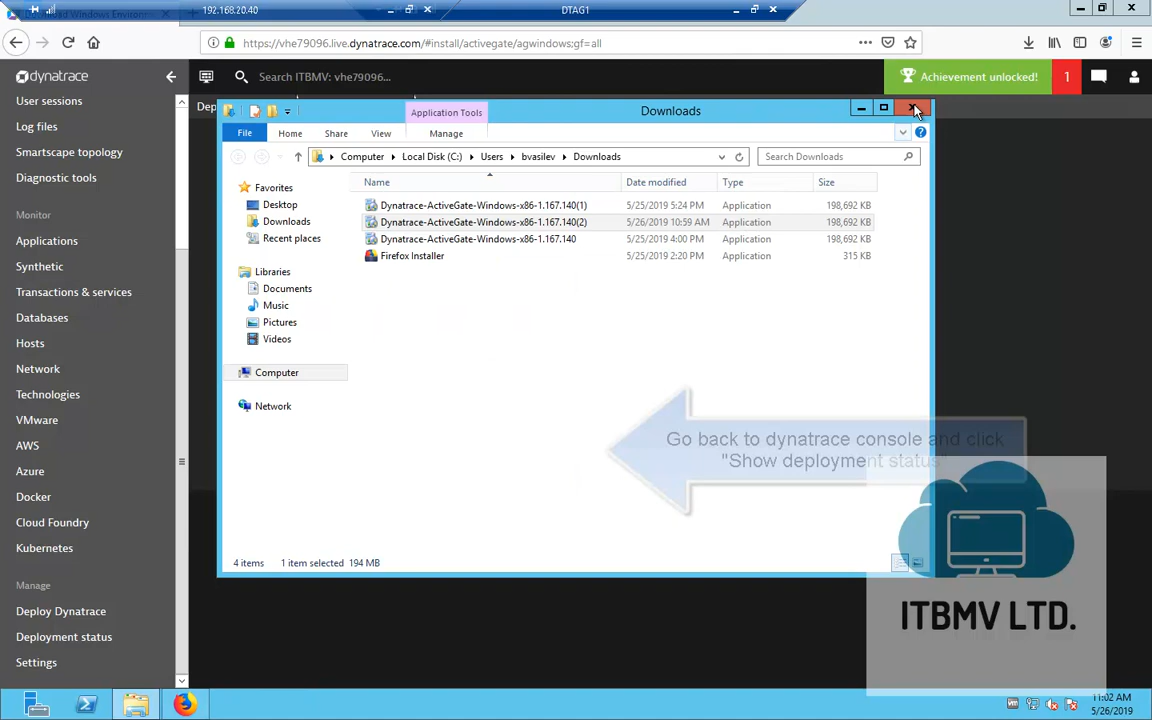 192.168.20.40
DTAG1
https://vhe79096.live.dynatrace.com/#install/activegate/agwindows;gf=all
dynatrace
Search ITBMV: vhe79096...
Achievement unlocked!
1
User sessions
Log files
Smartscape topology
Diagnostic tips
Monitor
Applications
Synthetic
Transactions & services
Databases
Hosts
Network
Technologies
VMware
AWS
Azure
Docker
Cloud Foundry
Kubernetes
Manage
Deploy Dynatrace
Deployment status
Settings
Dep
Application Tools
Downloads
File
Home
Share
View
Manage
Computer
Local Disk (C:)
Users
bvasilev
Downloads
Search Downloads
Favorites
Desktop
Downloads
Recent places
Libraries
Documents
Music
Pictures
Videos
Computer
Network
Name Date modified Type Size
Dynatrace-ActiveGate-Windows-x86-1.167.140(1) 5/25/2019 5:24 PM Application 198,692 KB
Dynatrace-ActiveGate-Windows-x86-1.167.140(2) 5/26/2019 10:59 AM Application 198,692 KB
Dynatrace-ActiveGate-Windows-x86-1.167.140 5/25/2019 4:00 PM Application 198,692 KB
Firefox Installer 5/25/2019 2:20 PM Application 315 KB
Go back to dynatrace console and click
"Show deployment status"
4 items 1 item selected 194 MB
ITBMV LTD.
11:02 AM
5/26/2019